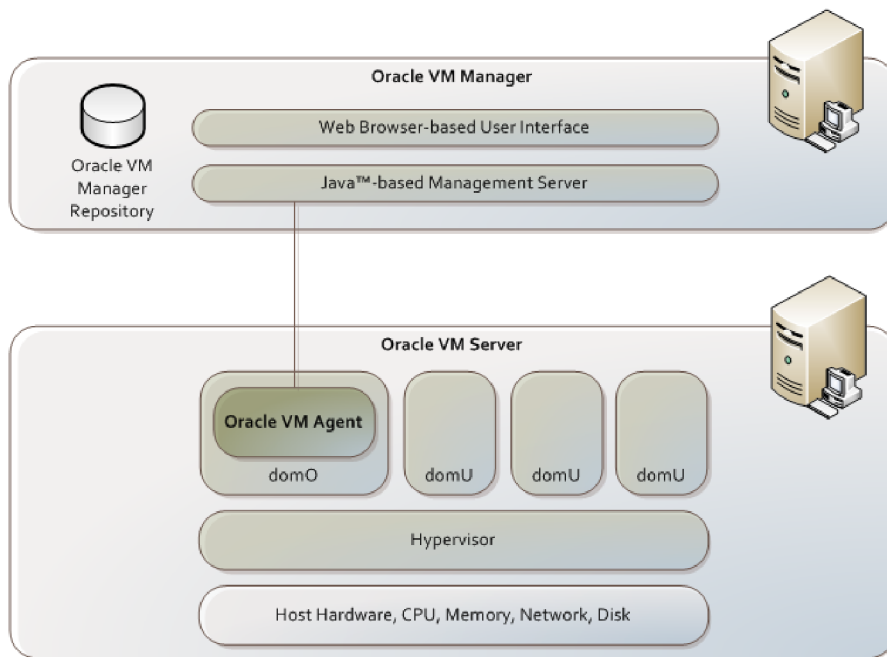 Oracle VM Manager
Web Browser-based User Interface
Oracle VM
Manager
Repository
Java™-based Management Server
Oracle VM Server
Oracle VM Agent
domO
domU
domU
domU
Hypervisor
Host Hardware, CPU, Memory, Network, Disk